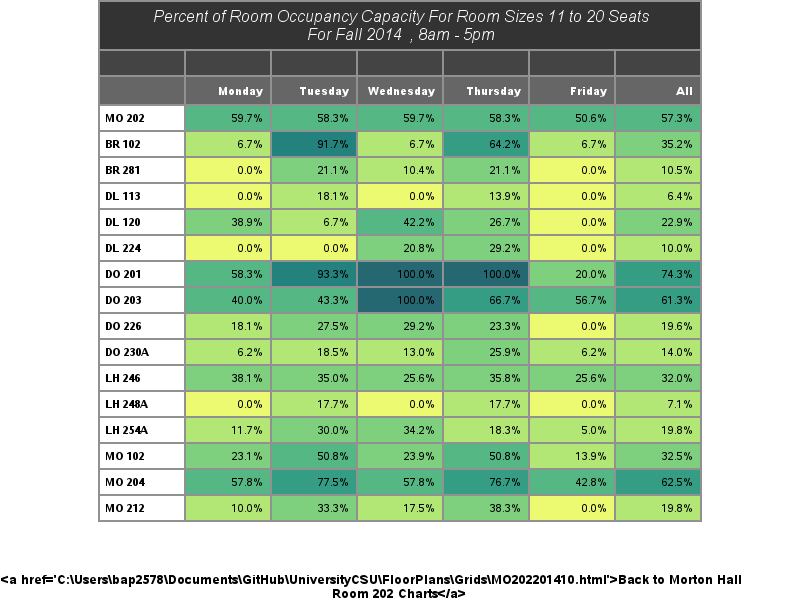 Percent of Room Occupancy Capacity For Room Sizes 11 to 20 Seats
For Fall 2014 , 8am - 5pm
Monday Tuesday Wednesday Thursday Friday All
MO 202 59.7% 58.3% 59.7% 58.3% 50.6% 57.3%
BR 102 6.7% 91.7% 6.7% 64.2% 6.7% 35.2%
BR 281 0.0% 21.1% 10.4% 21.1% 0.0% 10.5%
DL 113 0.0% 18.1% 0.0% 13.9% 0.0% 6.4%
DL 120 38.9% 6.7% 42.2% 26.7% 0.0% 22.9%
DL 224 0.0% 0.0% 20.8% 29.2% 0.0% 10.0%
DO 201 58.3% 93.3% 100.0% 100.0% 20.0% 74.3%
DO 203 40.0% 43.3% 100.0% 66.7% 56.7% 61.3%
DO 226 18.1% 27.5% 29.2% 23.3% 0.0% 19.6%
DO 230A 6.2% 18.5% 13.0% 25.9% 6.2% 14.0%
LH 246 38.1% 35.0% 25.6% 35.8% 25.6% 32.0%
LH 248A 0.0% 17.7% 0.0% 17.7% 0.0% 7.1%
LH 254A 11.7% 30.0% 34.2% 18.3% 5.0% 19.8%
MO 102 23.1% 50.8% 23.9% 50.8% 13.9% 32.5%
MO 204 57.8% 77.5% 57.8% 76.7% 42.8% 62.5%
MO 212 10.0% 33.3% 17.5% 38.3% 0.0% 19.8%
<a href='C:\Users\bap2578\Documents\GitHub\UniversityCSU\FloorPlans\Grids\MO202201410.html'>Back to Morton Hall
Room 202 Charts</a>